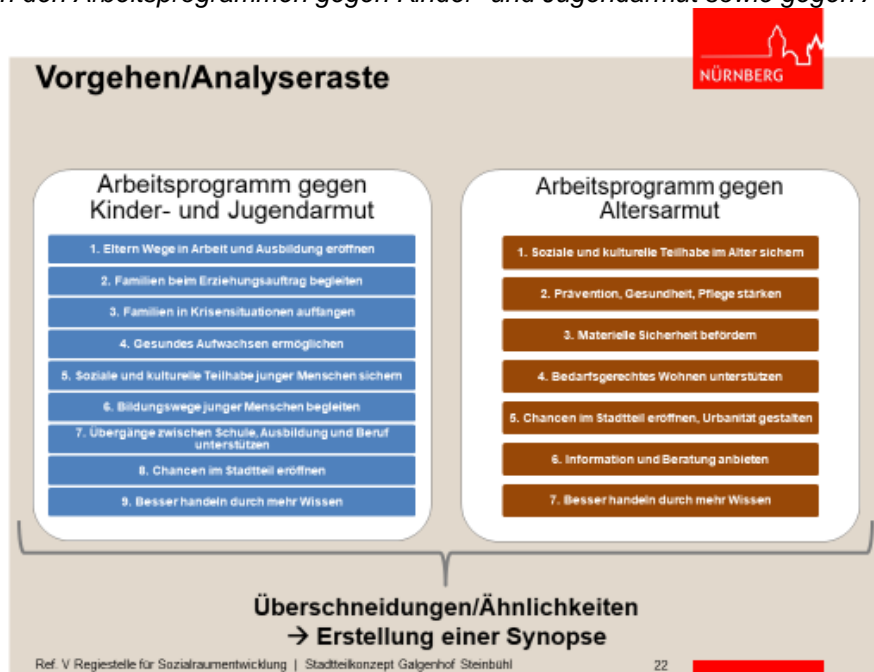 den Arbeitsprogrammen gegen Kinder- und Jugendarmut sowie gegen
NÜRNBERG
Vorgehen/Analyseraste
Arbeitsprogramm gegen
Kinder- und Jugendarmut
1. Eltern Wege in Arbeit und Ausbildung eröffnen
2. Familien beim Erziehungsauftrag begleiten
3. Familien in Krisensituationen auffangen
4. Gesundes Aufwachsen ermöglichen
5. Soziale und kulturelle Teilhabe junger Menschen sichern
6. Bildungswege junger Menschen begleiten
7. Übergänge zwischen Schule, Ausbildung und Beruf
unterstützen
8. Chancen im Stadtteil eröffnen
9. Besser handeln durch mehr Wissen
Arbeitsprogramm gegen
Altersarmut
1. Soziale und kulturelle Teilhabe im Alter sichern
2. Prävention, Gesundheit, Pflege stärken
3. Materielle Sicherheit befördern
4. Bedarfsgerechtes Wohnen unterstützen
5. Chancen im Stadtteil eröffnen, Urbanität gestalten
6. Information und Beratung anbieten
7. Besser handeln durch mehr Wissen
Überschneidungen/Ähnlichkeiten
→ Erstellung einer Synopse
Ref. V Regiestelle für Sozialraumentwicklung | Stadtteilkonzept Galgenhof Steinbühl
22